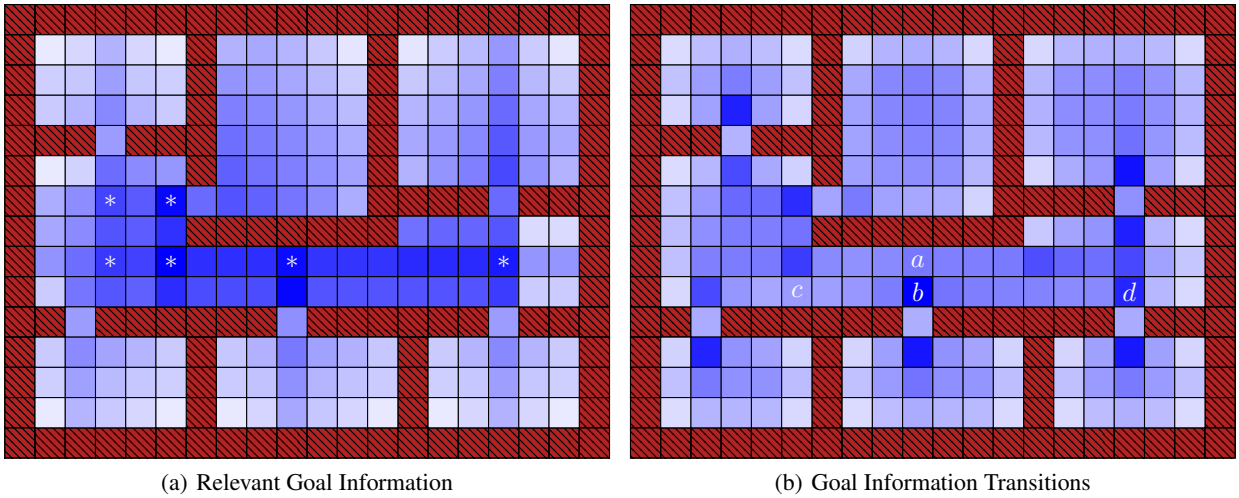 * *
* * * *
a
c b d
(a) Relevant Goal Information
(b) Goal Information Transitions